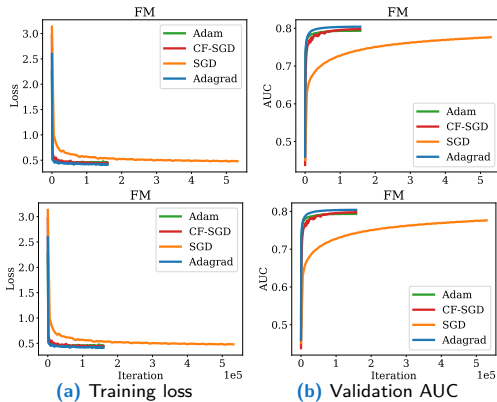 FM
Loss
3.0
2.5
2.0
1.5
1.0
0.5
0 1 2 3 4 5
Adam
CF-SGD
SGD
Adagrad
FM
AUC
0.8
0.7
0.6
0.5
0 1 2 3 4 5
Adam
CF-SGD
SGD
Adagrad
FM
Loss
3.0
2.5
2.0
1.5
1.0
0.5
0 1 2 3 4 5
Iteration 1e5
Adam
CF-SGD
SGD
Adagrad
(a) Training loss
FM
AUC
0.8
0.7
0.6
0.5
0 1 2 3 4 5
Iteration 1e5
Adam
CF-SGD
SGD
Adagrad
(b) Validation AUC